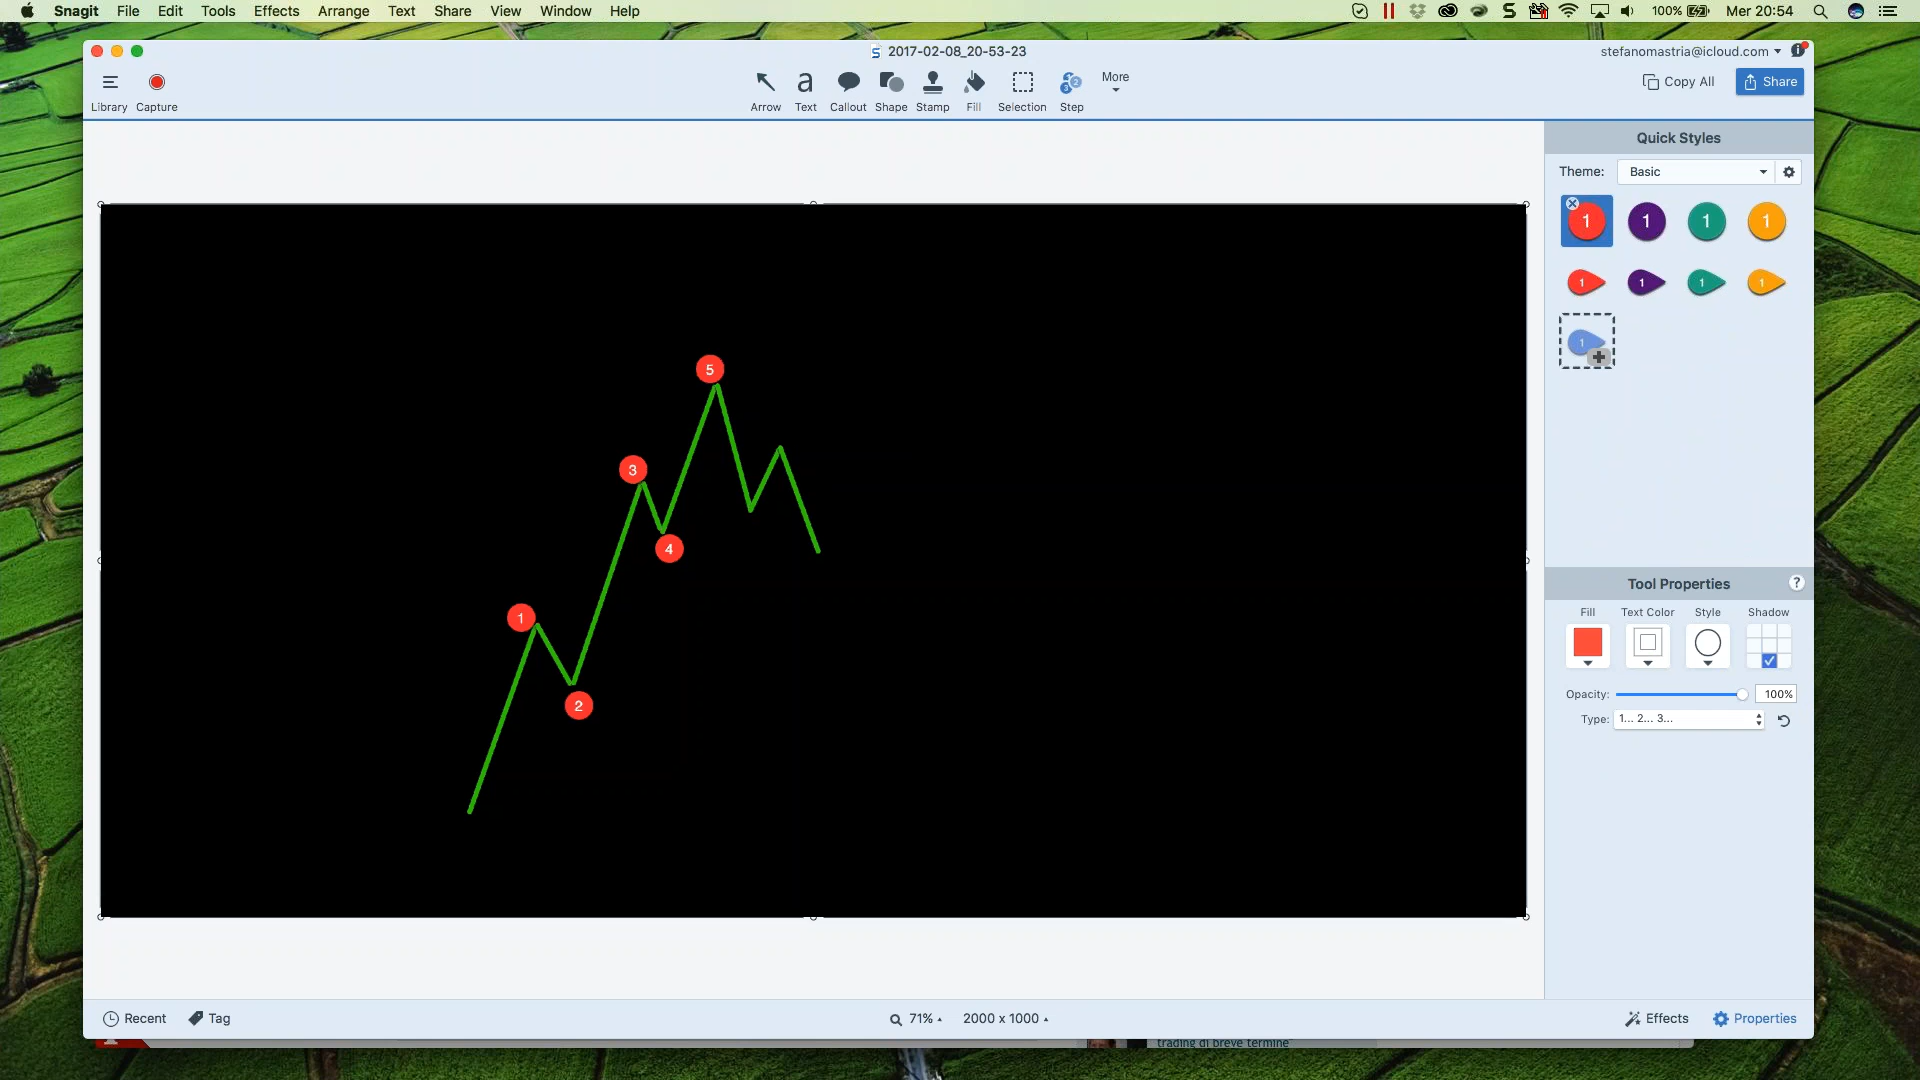 Snagit File Edit Tools Effects Arrange Text Share View Window Help 100% Mer 20:54
2017-02-08_20-53-23
stefanomastria@icloud.com
Library Capture
Arrow Text Callout Shape Stamp Fill Selection Step More
Copy All Share
Quick Styles
Theme: Basic
1 1 1 1
1 1 1 1
1
5
3
4
1
2
Tool Properties ?
Fill Text Color Style Shadow
Opacity: 100%
Type: 1... 2... 3...
Recent Tag 71% 2000 x 1000 Effects Properties
trading di breve termine"